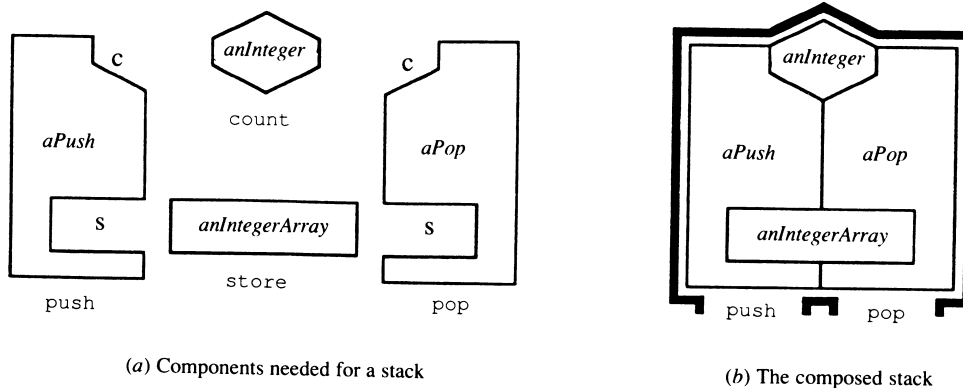 c
anInteger
count
c
aPush
aPop
s
anIntegerArray
s
push
store
pop
(a) Components needed for a stack
anInteger
aPush
aPop
anIntegerArray
push
pop
(b) The composed stack